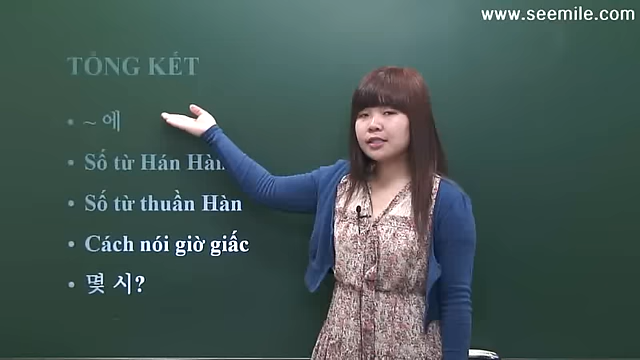 www.seemile.com
TỔNG KẾT
• ~에
• Số từ Hán Hàn
• Số từ thuần Hàn
• Cách nói giờ giấc
• 몇 시?